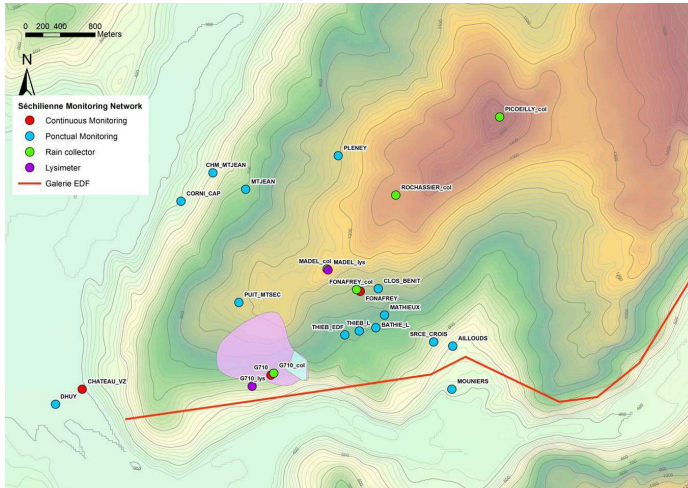 0 200 400 800
Meters
N
Séchilienne Monitoring Network
Continuous Monitoring
Ponctual Monitoring
Rain collector
Lysimeter
Galerie EDF
PICOEILLY_col
PLENEY
CHM_MTJEAN
MTJEAN
CORNI_CAP
ROCHASSIER_col
MADEL_col
MADEL_lys
FONAFREY_col
CLOS_BENIT
FONAFREY
PUIT_MTSEC
MATHIEUX
THIEB_L
THIEB_EDF
BATHIE_L
SRCE_CROIS
AILLOUDS
G710
G710_col
G710_lys
CHATEAU_VZ
MOUNIERS
DHUY